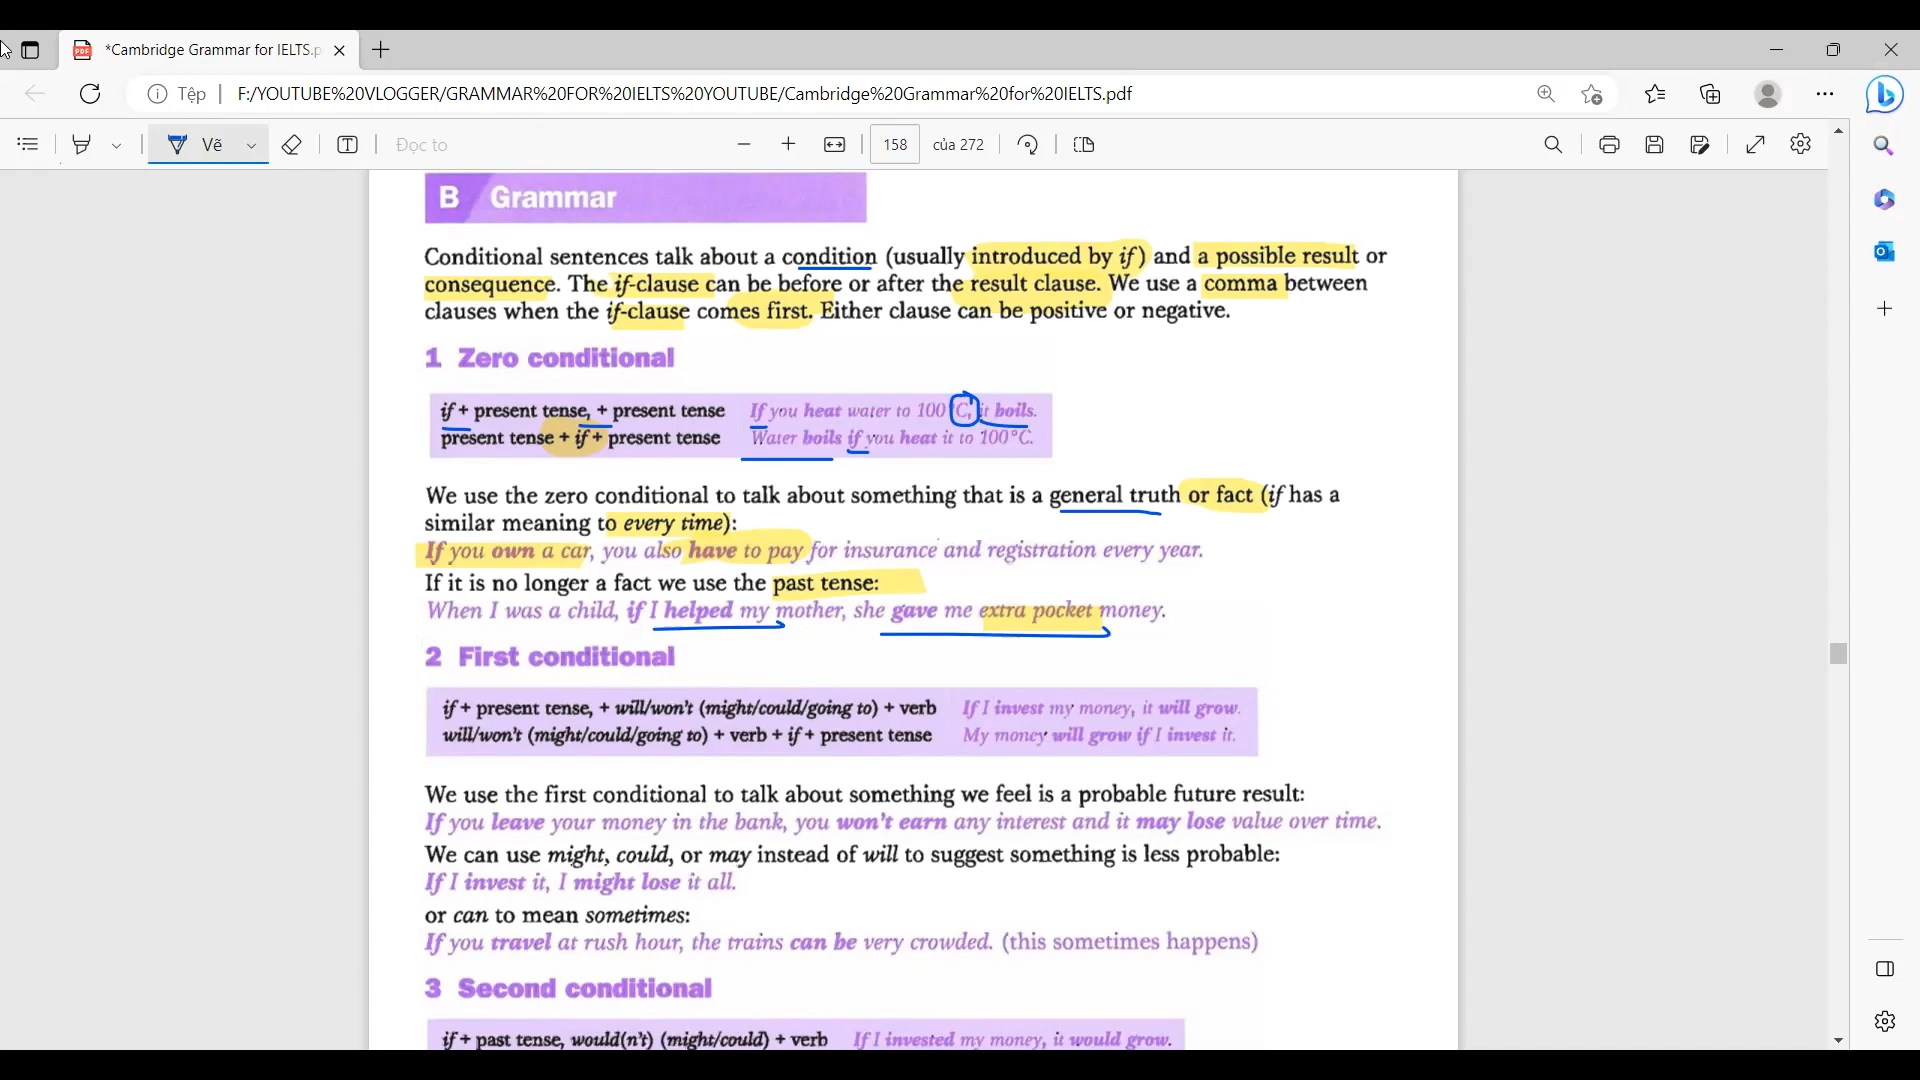 *Cambridge Grammar for IELTS.p
Tệp
F:/YOUTUBE%20VLOGGER/GRAMMAR%20FOR%20IELTS%20YOUTUBE/Cambridge%20Grammar%20for%20IELTS.pdf
Vẽ
Đọc to
158 của 272
B Grammar
Conditional sentences talk about a condition (usually introduced by if) and a possible result or
consequence. The if-clause can be before or after the result clause. We use a comma between
clauses when the if-clause comes first. Either clause can be positive or negative.
1 Zero conditional
if + present tense, + present tense If you heat water to 100°C, it boils.
present tense + if + present tense Water boils if you heat it to 100°C.
We use the zero conditional to talk about something that is a general truth or fact (if has a
similar meaning to every time):
If you own a car, you also have to pay for insurance and registration every year.
If it is no longer a fact we use the past tense:
When I was a child, if I helped my mother, she gave me extra pocket money.
2 First conditional
if + present tense, + will/won't (might/could/going to) + verb If I invest my money, it will grow.
will/won't (might/could/going to) + verb + if + present tense My money will grow if I invest it.
We use the first conditional to talk about something we feel is a probable future result:
If you leave your money in the bank, you won't earn any interest and it may lose value over time.
We can use might, could, or may instead of will to suggest something is less probable:
If I invest it, I might lose it all.
or can to mean sometimes:
If you travel at rush hour, the trains can be very crowded. (this sometimes happens)
3 Second conditional
if + past tense, would(n't) (might/could) + verb If I invested my money, it would grow.